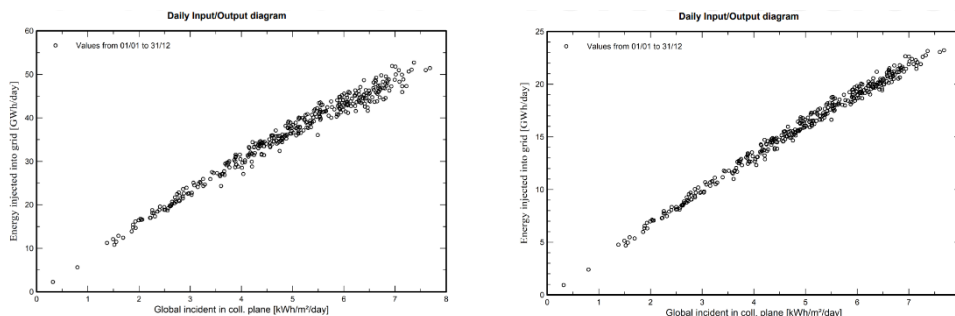 Daily Input/Output diagram
60
Values from 01/01 to 31/12
50
40
30
20
10
0
0 1 2 3 4 5 6 7 8
Energy injected into grid [GWh/day]
Global incident in coll. plane [kWh/m²/day]
Daily Input/Output diagram
25
Values from 01/01 to 31/12
20
15
10
5
0
0 1 2 3 4 5 6 7
Energy injected into grid [GWh/day]
Global incident in coll. plane [kWh/m²/day]